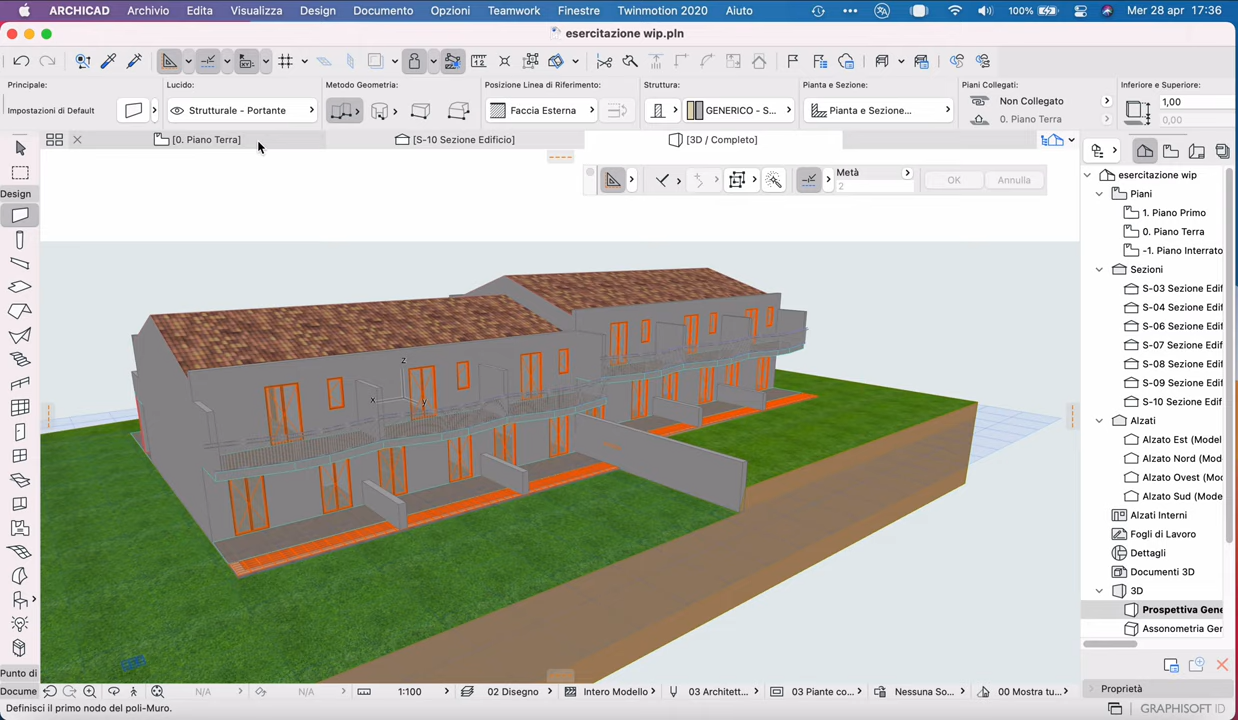 ARCHICAD Archivio Edita Visualizza Design Documento Opzioni Teamwork Finestre Twinmotion 2020 Aiuto 100% Mer 28 apr 17:36
esercitazione wip.pln
Principale:
Impostazioni di Default
Lucido:
Strutturale - Portante
Metodo Geometria:
Posizione Linea di Riferimento:
Faccia Esterna
Struttura:
GENERICO - S...
Pianta e Sezione:
Pianta e Sezione...
Piani Collegati:
Non Collegato
0. Piano Terra
Inferiore e Superiore:
1,00
0,00
[0. Piano Terra]
[S-10 Sezione Edificio]
[3D / Completo]
Metà
2
OK
Annulla
Design
Punto di
Docume
x
y
z
esercitazione wip
Piani
1. Piano Primo
0. Piano Terra
-1. Piano Interrato
Sezioni
S-03 Sezione Edif
S-04 Sezione Edif
S-06 Sezione Edif
S-07 Sezione Edif
S-08 Sezione Edif
S-09 Sezione Edif
S-10 Sezione Edif
Alzati
Alzato Est (Model
Alzato Nord (Mod
Alzato Ovest (Mo
Alzato Sud (Mode
Alzati Interni
Fogli di Lavoro
Dettagli
Documenti 3D
3D
Prospettiva Gene
Assonometria Ger
Proprietà
N/A
N/A
1:100
02 Disegno
Intero Modello
03 Architett...
03 Piante co...
Nessuna So...
00 Mostra tu...
Definisci il primo nodo del poli-Muro.
GRAPHISOFT ID